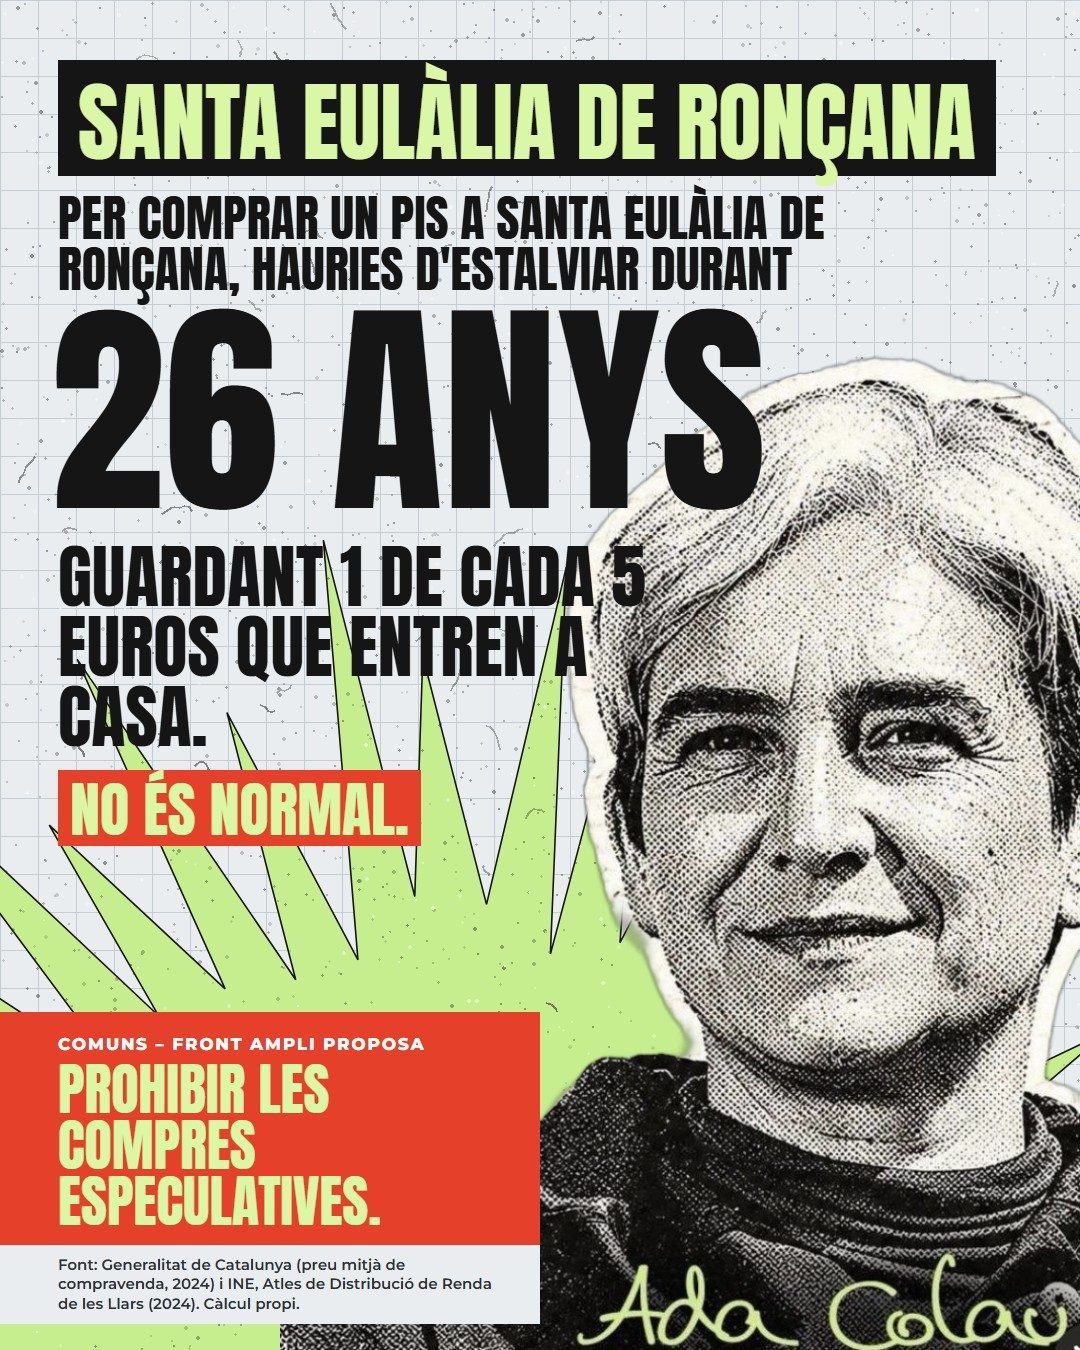 SANTA EULÀLIA DE RONÇANA
PER COMPRAR UN PIS A SANTA EULÀLIA DE
RONÇANA, HAURIES D'ESTALVIAR DURANT
26 ANYS
GUARDANT 1 DE CADA 5
EUROS QUE ENTREN A
CASA.
NO ÉS NORMAL.
COMUNS – FRONT AMPLI PROPOSA
PROHIBIR LES
COMPRES
ESPECULATIVES.
Font: Generalitat de Catalunya (preu mitjà de
compravenda, 2024) i INE, Atles de Distribució de Renda
de les Llars (2024). Càlcul propi.
Ada Colau